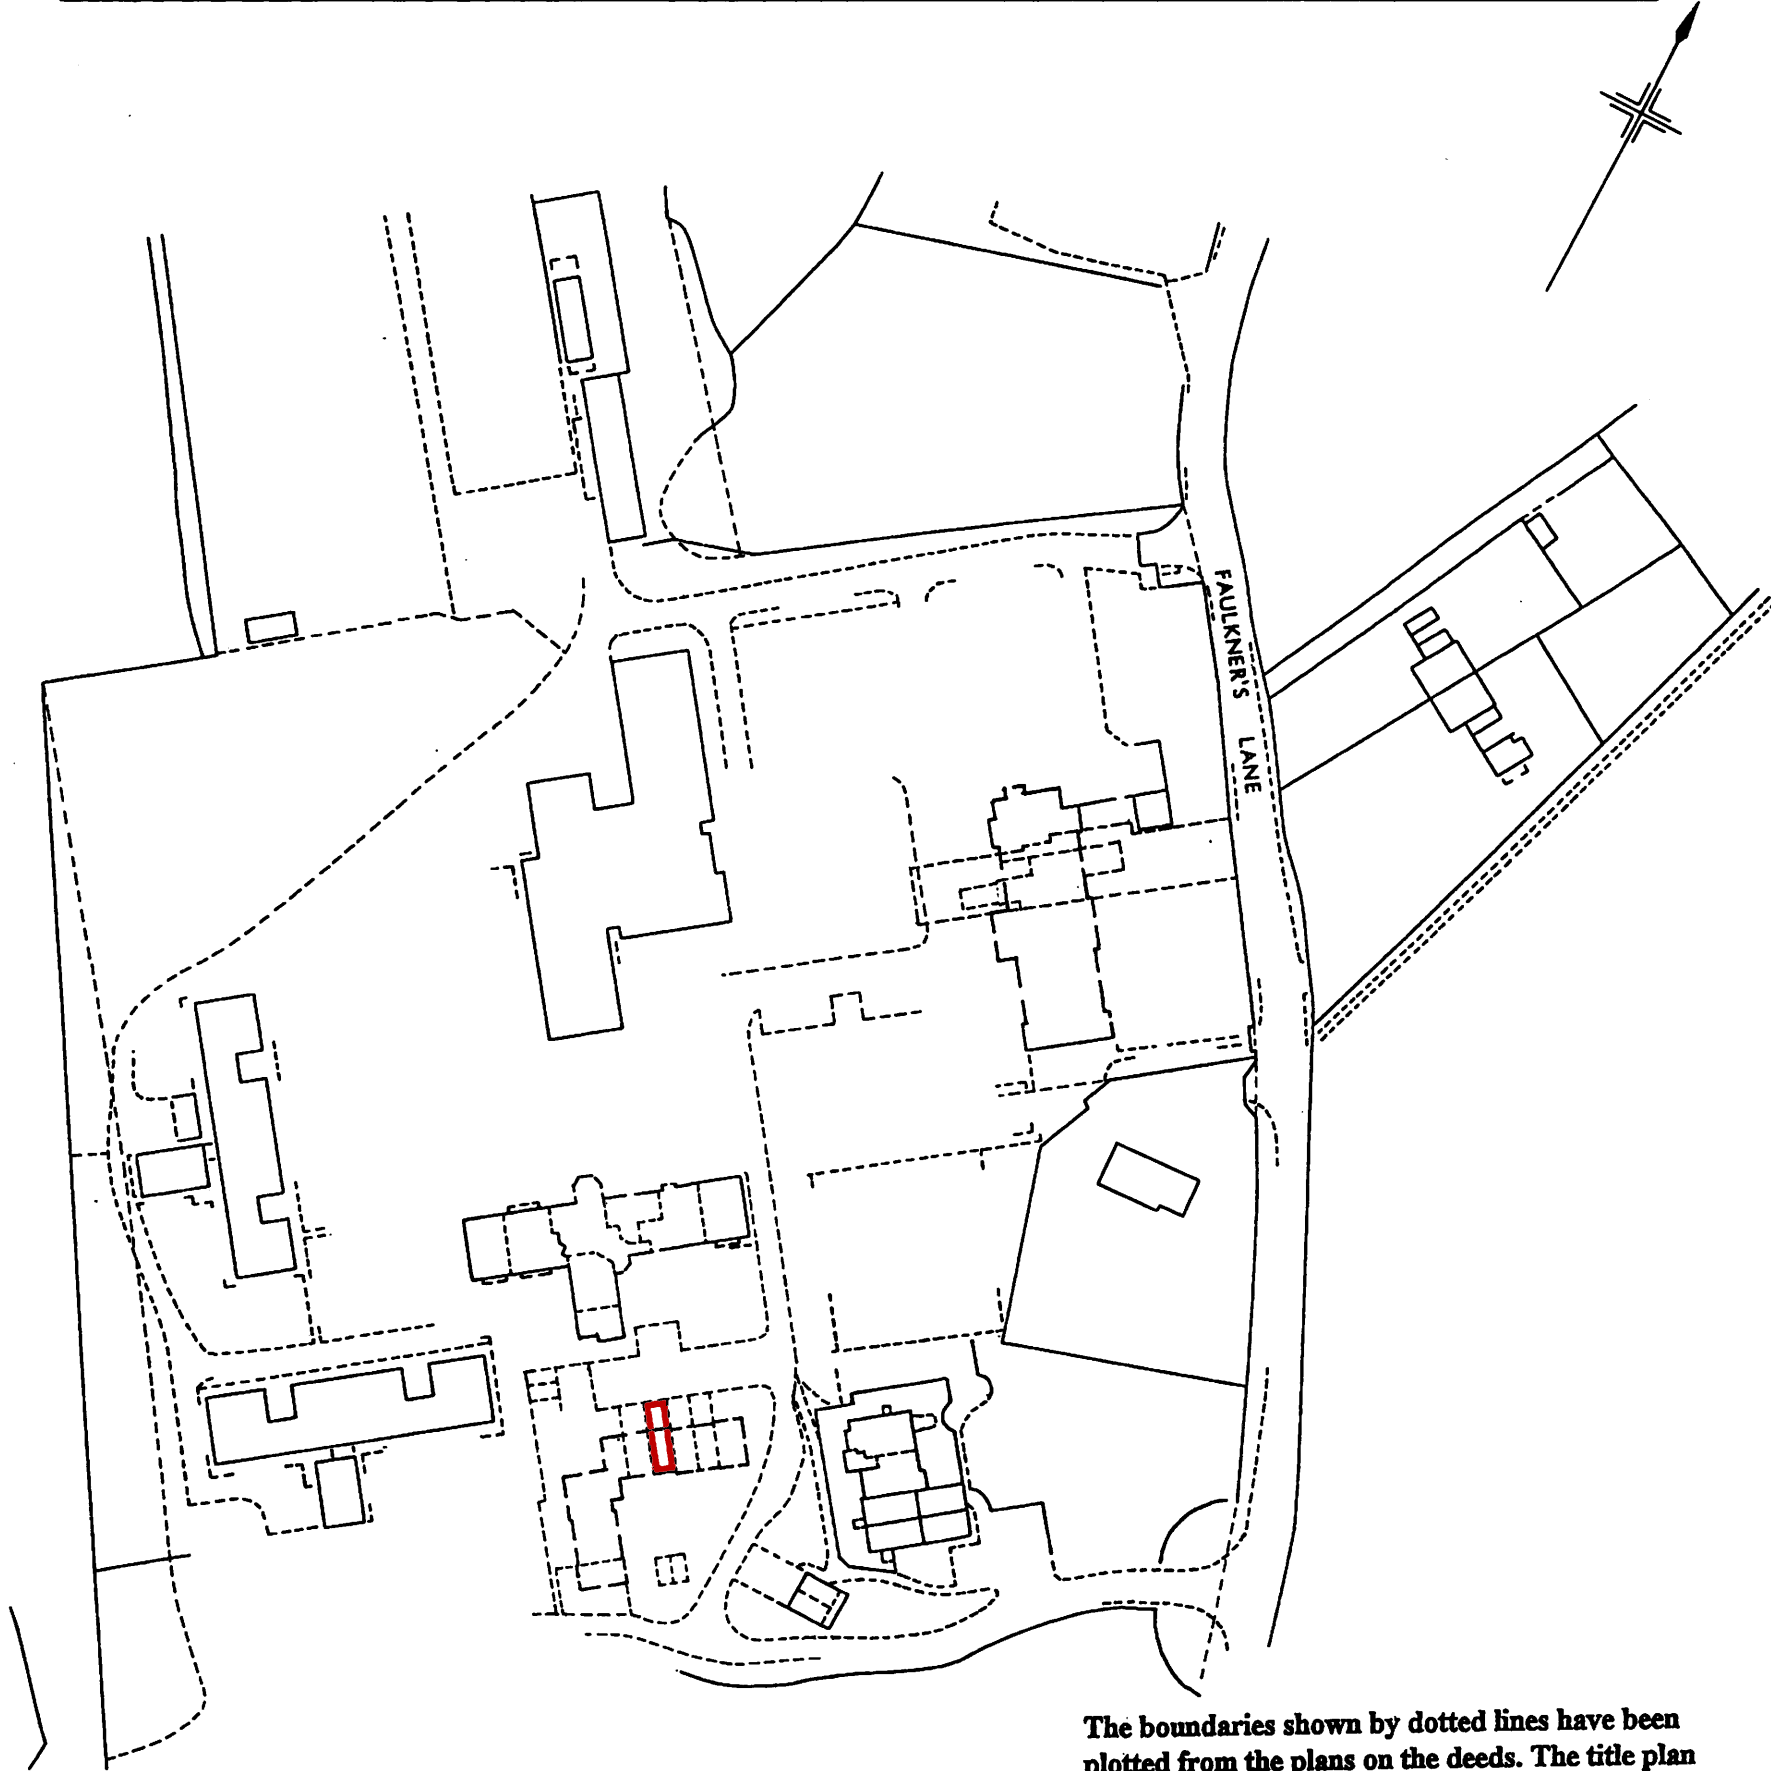 FAULKNER'S LANE
The boundaries shown by dotted lines have been
plotted from the plans on the deeds. The title plan